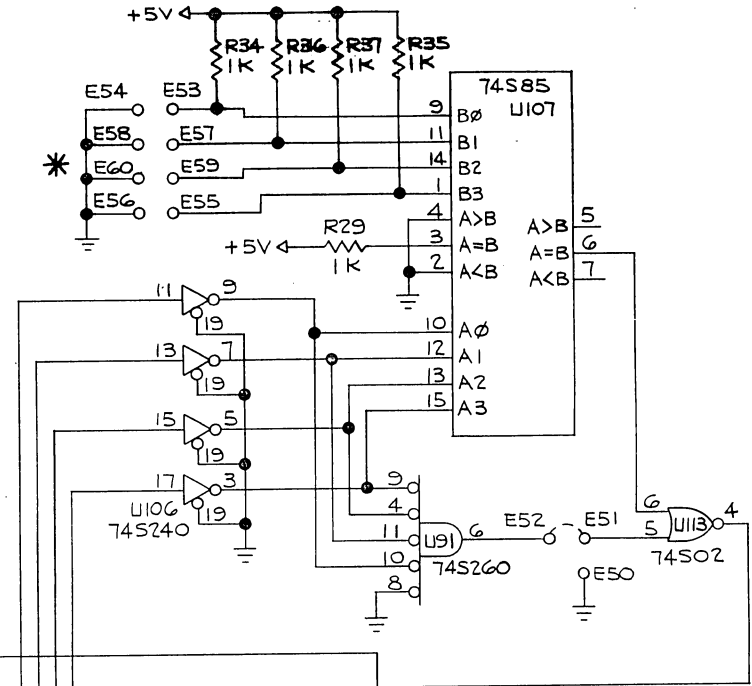 +5V
R34 R36 R37 R35
1K 1K 1K 1K
74S85
U107
E54 E53
E58 E57
E60 E59
E56 E55
*
9 BØ
11 B1
14 B2
1 B3
4 A>B
3 A=B
2 A<B
A>B 5
A=B 6
A<B 7
R29
+5V
1K
10 AØ
12 A1
13 A2
15 A3
11 9
19
13 7
19
15 5
19
17 3
19
U106
74S240
9
4
11
10
8
U91
6
74S260
E52 E51
E50
6
5
U113
4
74S02